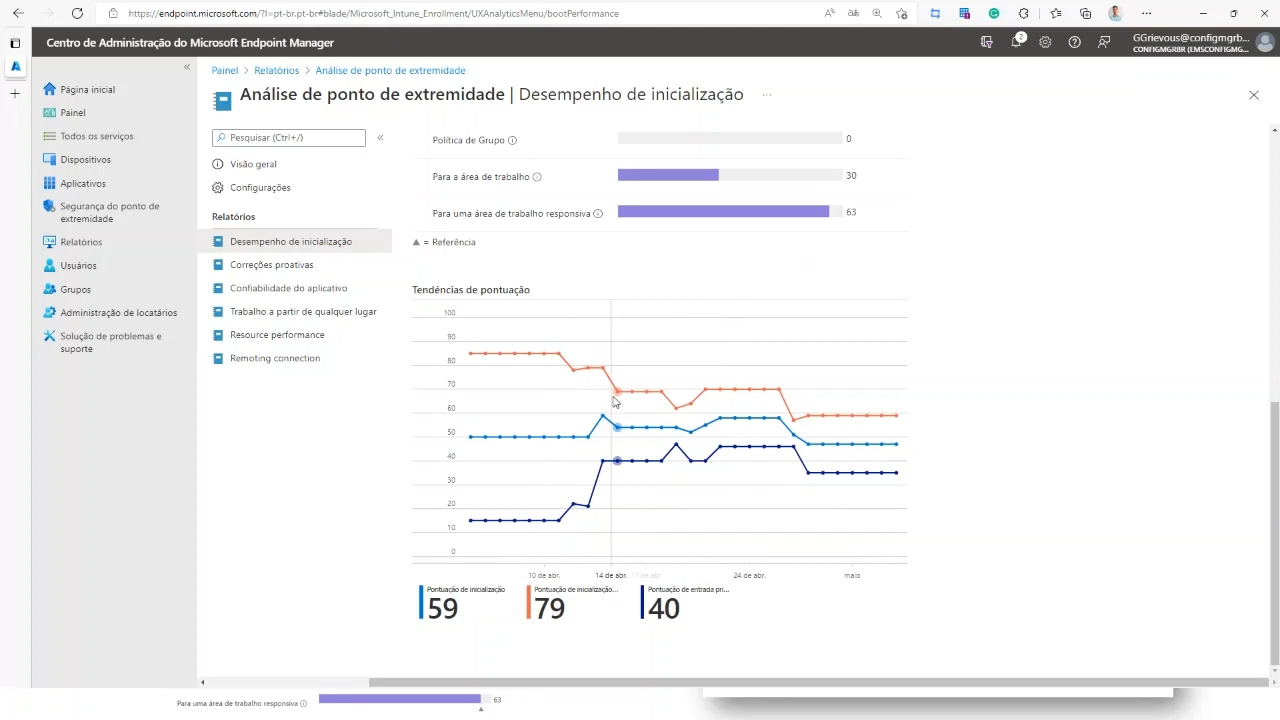 https://endpoint.microsoft.com/?l=pt-br.pt-br#blade/Microsoft_Intune_Enrollment/UXAnalyticsMenu/bootPerformance
Centro de Administração do Microsoft Endpoint Manager
2
GGrievous@configmgrb...
CONFIGMGRBR (EMSCONFIGMG...
Página inicial
Painel
Todos os serviços
Dispositivos
Aplicativos
Segurança do ponto de
extremidade
Relatórios
Usuários
Grupos
Administração de locatários
Solução de problemas e
suporte
Painel > Relatórios > Análise de ponto de extremidade
Análise de ponto de extremidade | Desempenho de inicialização ...
Pesquisar (Ctrl+/)
Visão geral
Configurações
Relatórios
Desempenho de inicialização
Correções proativas
Confiabilidade do aplicativo
Trabalho a partir de qualquer lugar
Resource performance
Remoting connection
Política de Grupo 0
Para a área de trabalho 30
Para uma área de trabalho responsiva 63
▲ = Referência
Tendências de pontuação
100
90
80
70
60
50
40
30
20
10
0
10 de abr. 14 de abr. 24 de abr. maio
Pontuação de inicialização
59
Pontuação de inicialização...
79
Pontuação de entrada pri...
40
Para uma área de trabalho responsiva 63